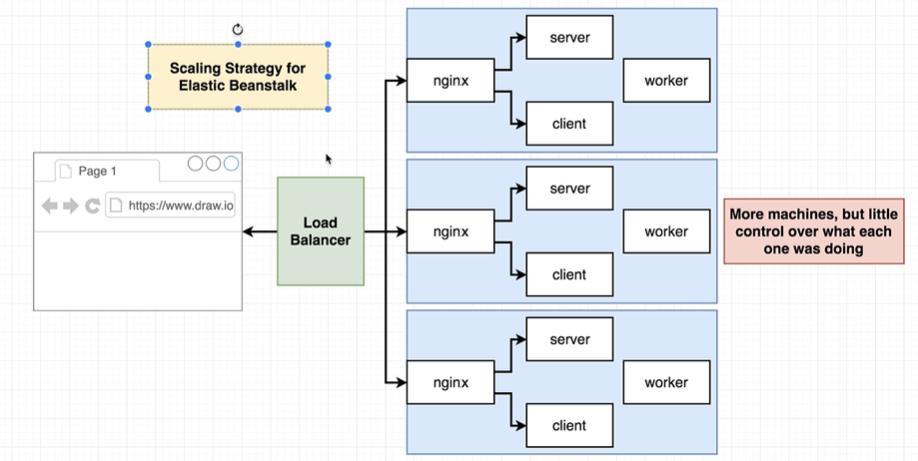 Scaling Strategy for
Elastic Beanstalk
Page 1
https://www.draw.io
Load
Balancer
nginx
server
client
worker
nginx
server
client
worker
nginx
server
client
worker
More machines, but little
control over what each
one was doing